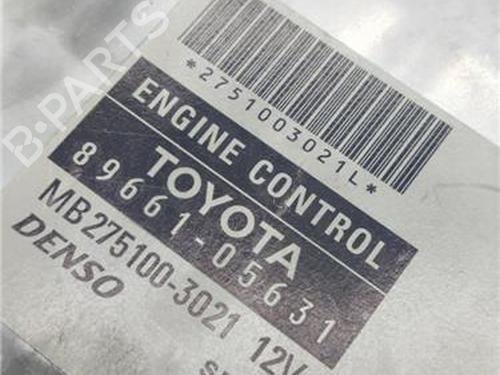 B-PARTS
*2751003021L*
ENGINE CONTROL
TOYOTA
89661-05631
MB275100-3021 12V
DENSO